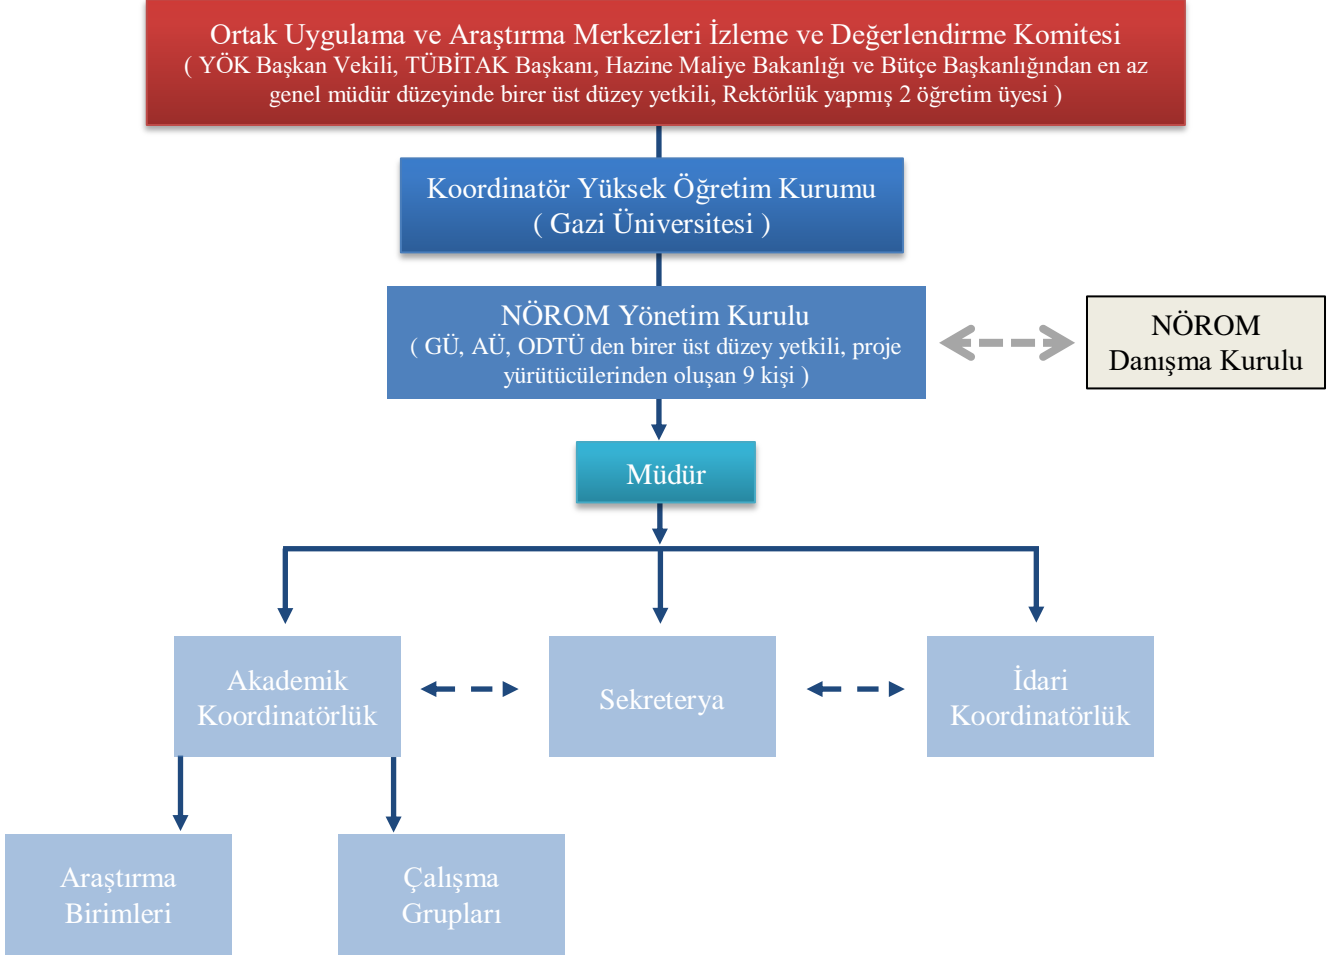 Ortak Uygulama ve Araştırma Merkezleri İzleme ve Değerlendirme Komitesi
( YÖK Başkan Vekili, TÜBİTAK Başkanı, Hazine Maliye Bakanlığı ve Bütçe Başkanlığından en az
genel müdür düzeyinde birer üst düzey yetkili, Rektörlük yapmış 2 öğretim üyesi )
Koordinatör Yüksek Öğretim Kurumu
( Gazi Üniversitesi )
NÖROM Yönetim Kurulu
( GÜ, AÜ, ODTÜ den birer üst düzey yetkili, proje
yürütücülerinden oluşan 9 kişi )
NÖROM
Danışma Kurulu
Müdür
Akademik
Koordinatörlük
Sekreterya
İdari
Koordinatörlük
Araştırma
Birimleri
Çalışma
Grupları